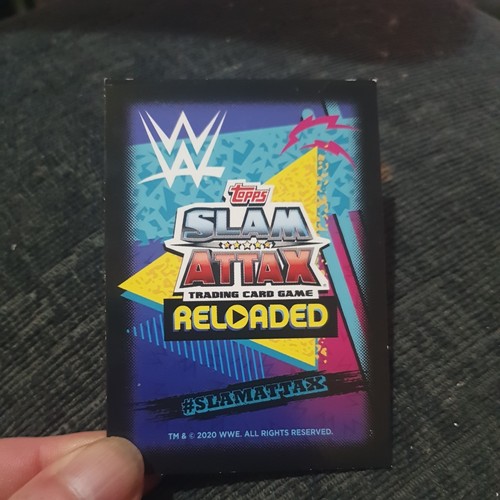 W
topps
SLAM
ATTAX
TRADING CARD GAME
RELOADED
#SLAMATTAX
TM & © 2020 WWE. ALL RIGHTS RESERVED.